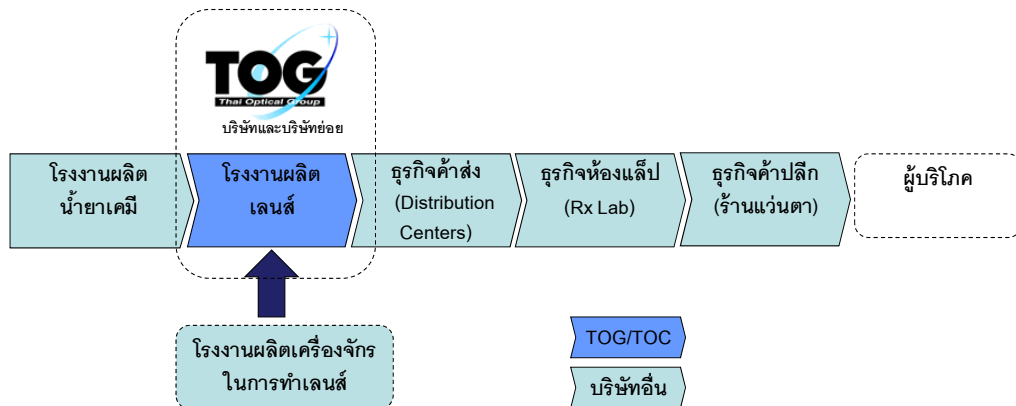 TOG
Thai Optical Group
บริษัทและบริษัทย่อย
โรงงานผลิต
น้ำยาเคมี
โรงงานผลิต
เลนส์
ธุรกิจค้าส่ง
(Distribution
Centers)
ธุรกิจห้องแล็ป
(Rx Lab)
ธุรกิจค้าปลีก
(ร้านแว่นตา)
ผู้บริโภค
โรงงานผลิตเครื่องจักร
ในการทำเลนส์
TOG/TOC
บริษัทอื่น